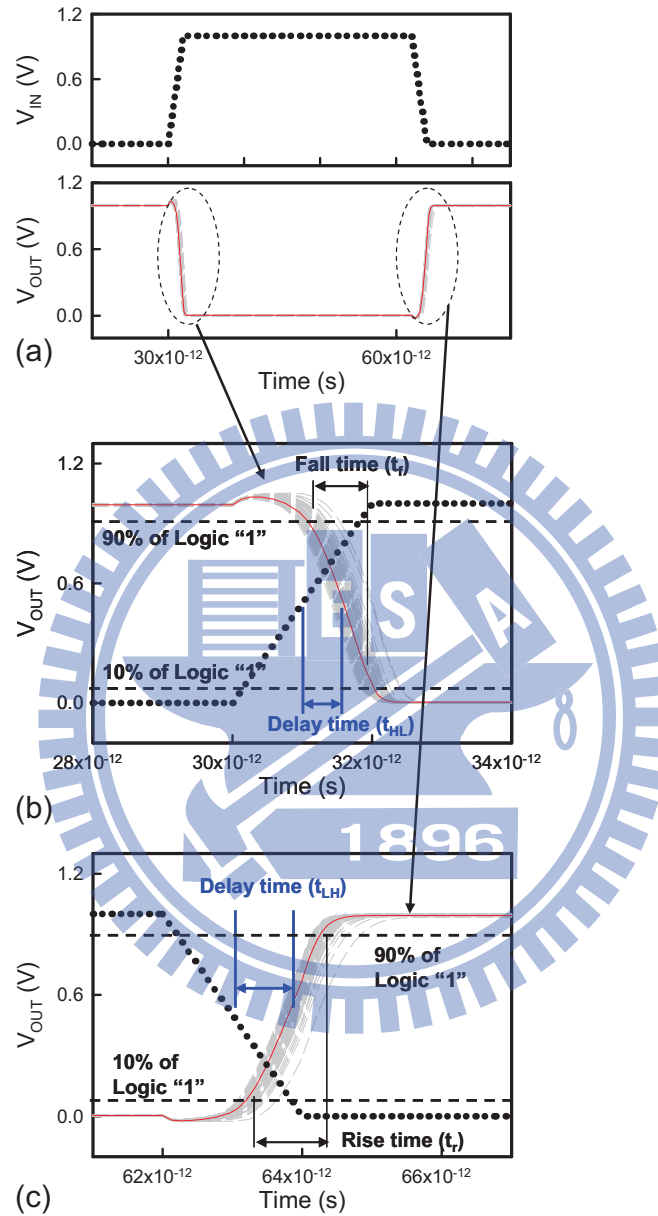 1.2
0.6
0.0
V_IN (V)
1.2
0.6
0.0
V_OUT (V)
(a)
30x10^-12
60x10^-12
Time (s)
1.2
0.6
0.0
V_OUT (V)
Fall time (t_f)
90% of Logic “1”
10% of Logic “1”
Delay time (t_HL)
28x10^-12
30x10^-12
32x10^-12
34x10^-12
Time (s)
(b)
ES
A
8
1896
1.2
0.6
0.0
V_OUT (V)
Delay time (t_LH)
90% of
Logic “1”
10% of
Logic “1”
Rise time (t_r)
62x10^-12
64x10^-12
66x10^-12
Time (s)
(c)